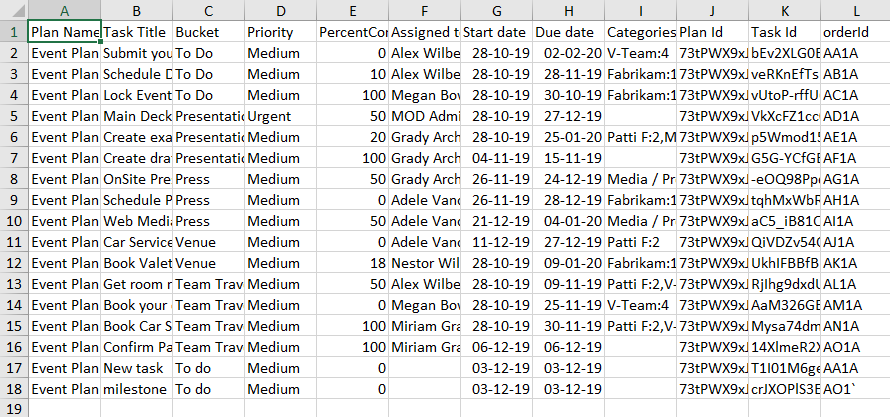 A B C D E F G H I J K L
1 Plan Name Task Title Bucket Priority PercentCor Assigned t Start date Due date Categories Plan Id Task Id orderId
2 Event Plan Submit you To Do Medium 0 Alex Wilbe 28-10-19 02-02-20 V-Team:4 73tPWX9xJ bEv2XLG0E AA1A
3 Event Plan Schedule D To Do Medium 10 Alex Wilbe 28-10-19 28-11-19 Fabrikam:1 73tPWX9xJ veRKnEfTs AB1A
4 Event Plan Lock Event To Do Medium 100 Megan Bow 28-10-19 30-10-19 Fabrikam:1 73tPWX9xJ vUtoP-rffU AC1A
5 Event Plan Main Deck Presentatic Urgent 50 MOD Admi 28-10-19 27-12-19 73tPWX9xJ VkXcFZ1cc AD1A
6 Event Plan Create exa Presentatic Medium 20 Grady Arch 28-10-19 25-01-20 Patti F:2,M 73tPWX9xJ p5Wmod15 AE1A
7 Event Plan Create dra Presentatic Medium 100 Grady Arch 04-11-19 15-11-19 73tPWX9xJ G5G-YCfGE AF1A
8 Event Plan OnSite Pre Press Medium 50 Grady Arch 26-11-19 24-12-19 Media / Pr 73tPWX9xJ -eOQ98Pp AG1A
9 Event Plan Schedule P Press Medium 0 Adele Vanc 26-11-19 28-12-19 Fabrikam:1 73tPWX9xJ tqhMxWbR AH1A
10 Event Plan Web Media Press Medium 50 Adele Vanc 21-12-19 04-01-20 Media / Pr 73tPWX9xJ aC5_iB81C AI1A
11 Event Plan Car Service Venue Medium 0 Adele Vanc 11-12-19 27-12-19 Patti F:2 73tPWX9xJ QiVDZv54 AJ1A
12 Event Plan Book Valet Venue Medium 18 Nestor Wil 28-10-19 09-01-20 Fabrikam:1 73tPWX9xJ UkhIFBBfB AK1A
13 Event Plan Get room r Team Trav Medium 50 Alex Wilbe 28-10-19 09-11-19 Patti F:2,V- 73tPWX9xJ RjIhg9dxd AL1A
14 Event Plan Book your Team Trav Medium 0 Megan Bow 28-10-19 25-11-19 V-Team:4 73tPWX9xJ AaM326GE AM1A
15 Event Plan Book Car S Team Trav Medium 100 Miriam Gra 28-10-19 30-11-19 Patti F:2,V- 73tPWX9xJ Mysa74dm AN1A
16 Event Plan Confirm Pa Team Trav Medium 100 Miriam Gra 06-12-19 06-12-19 73tPWX9xJ 14XlmeR2 AO1A
17 Event Plan New task To do Medium 0 03-12-19 03-12-19 73tPWX9xJ T1I01M6ge AA1A
18 Event Plan milestone To do Medium 0 03-12-19 03-12-19 73tPWX9xJ crJXOPlS3E AO1`
19